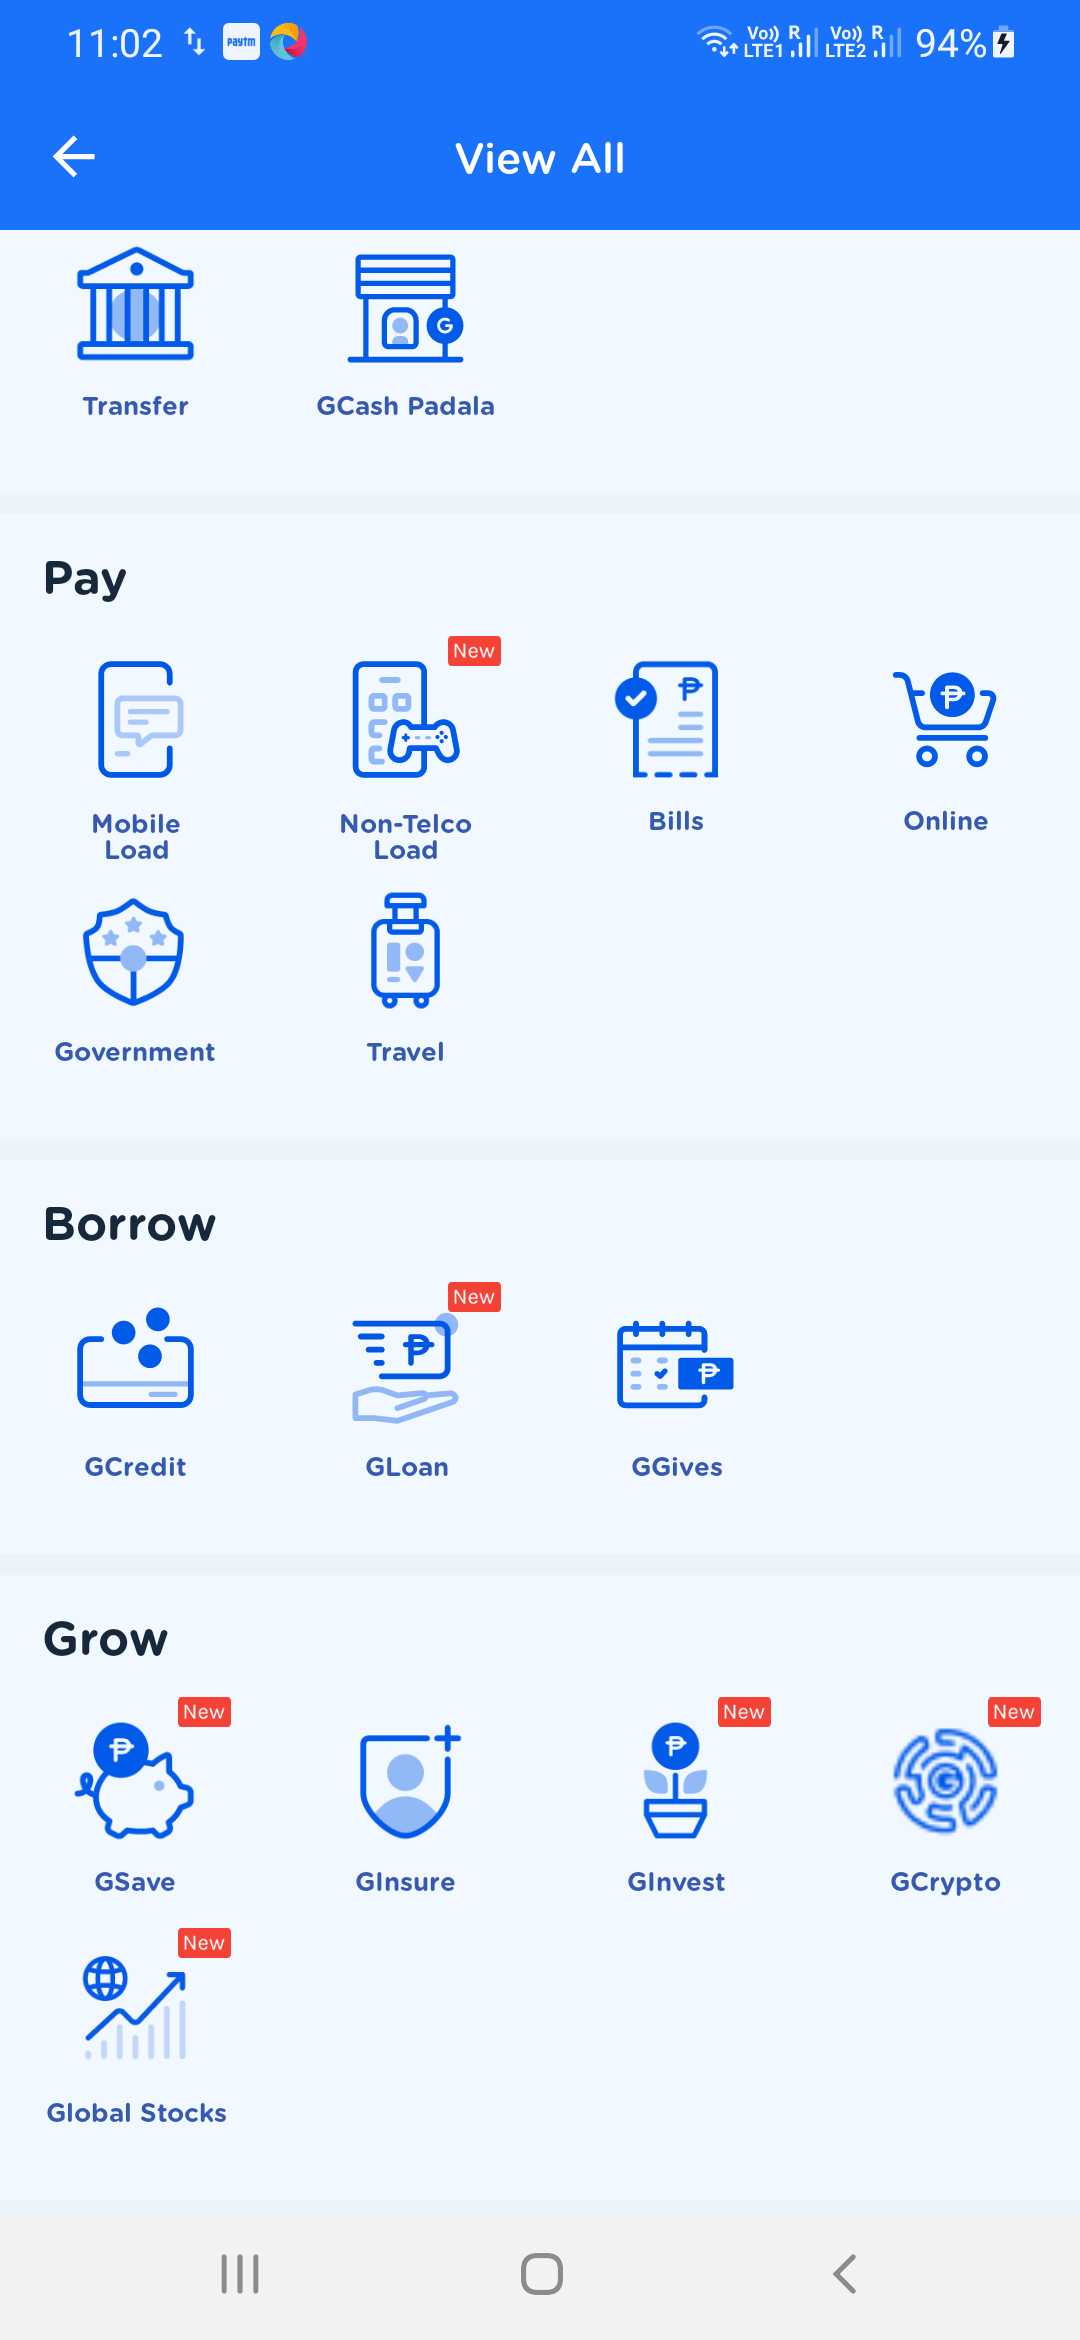 11:02 paytm Vo)) R LTE1 Vo)) R LTE2 94%
View All
G
Transfer GCash Padala
Pay
New
₱ ₱
Mobile Load
Non-Telco Load
Bills
Online
Government Travel
Borrow
New
₱ ₱
GCredit GLoan GGives
Grow
New New New
₱ ₱ G
GSave GInsure GInvest GCrypto
New
Global Stocks